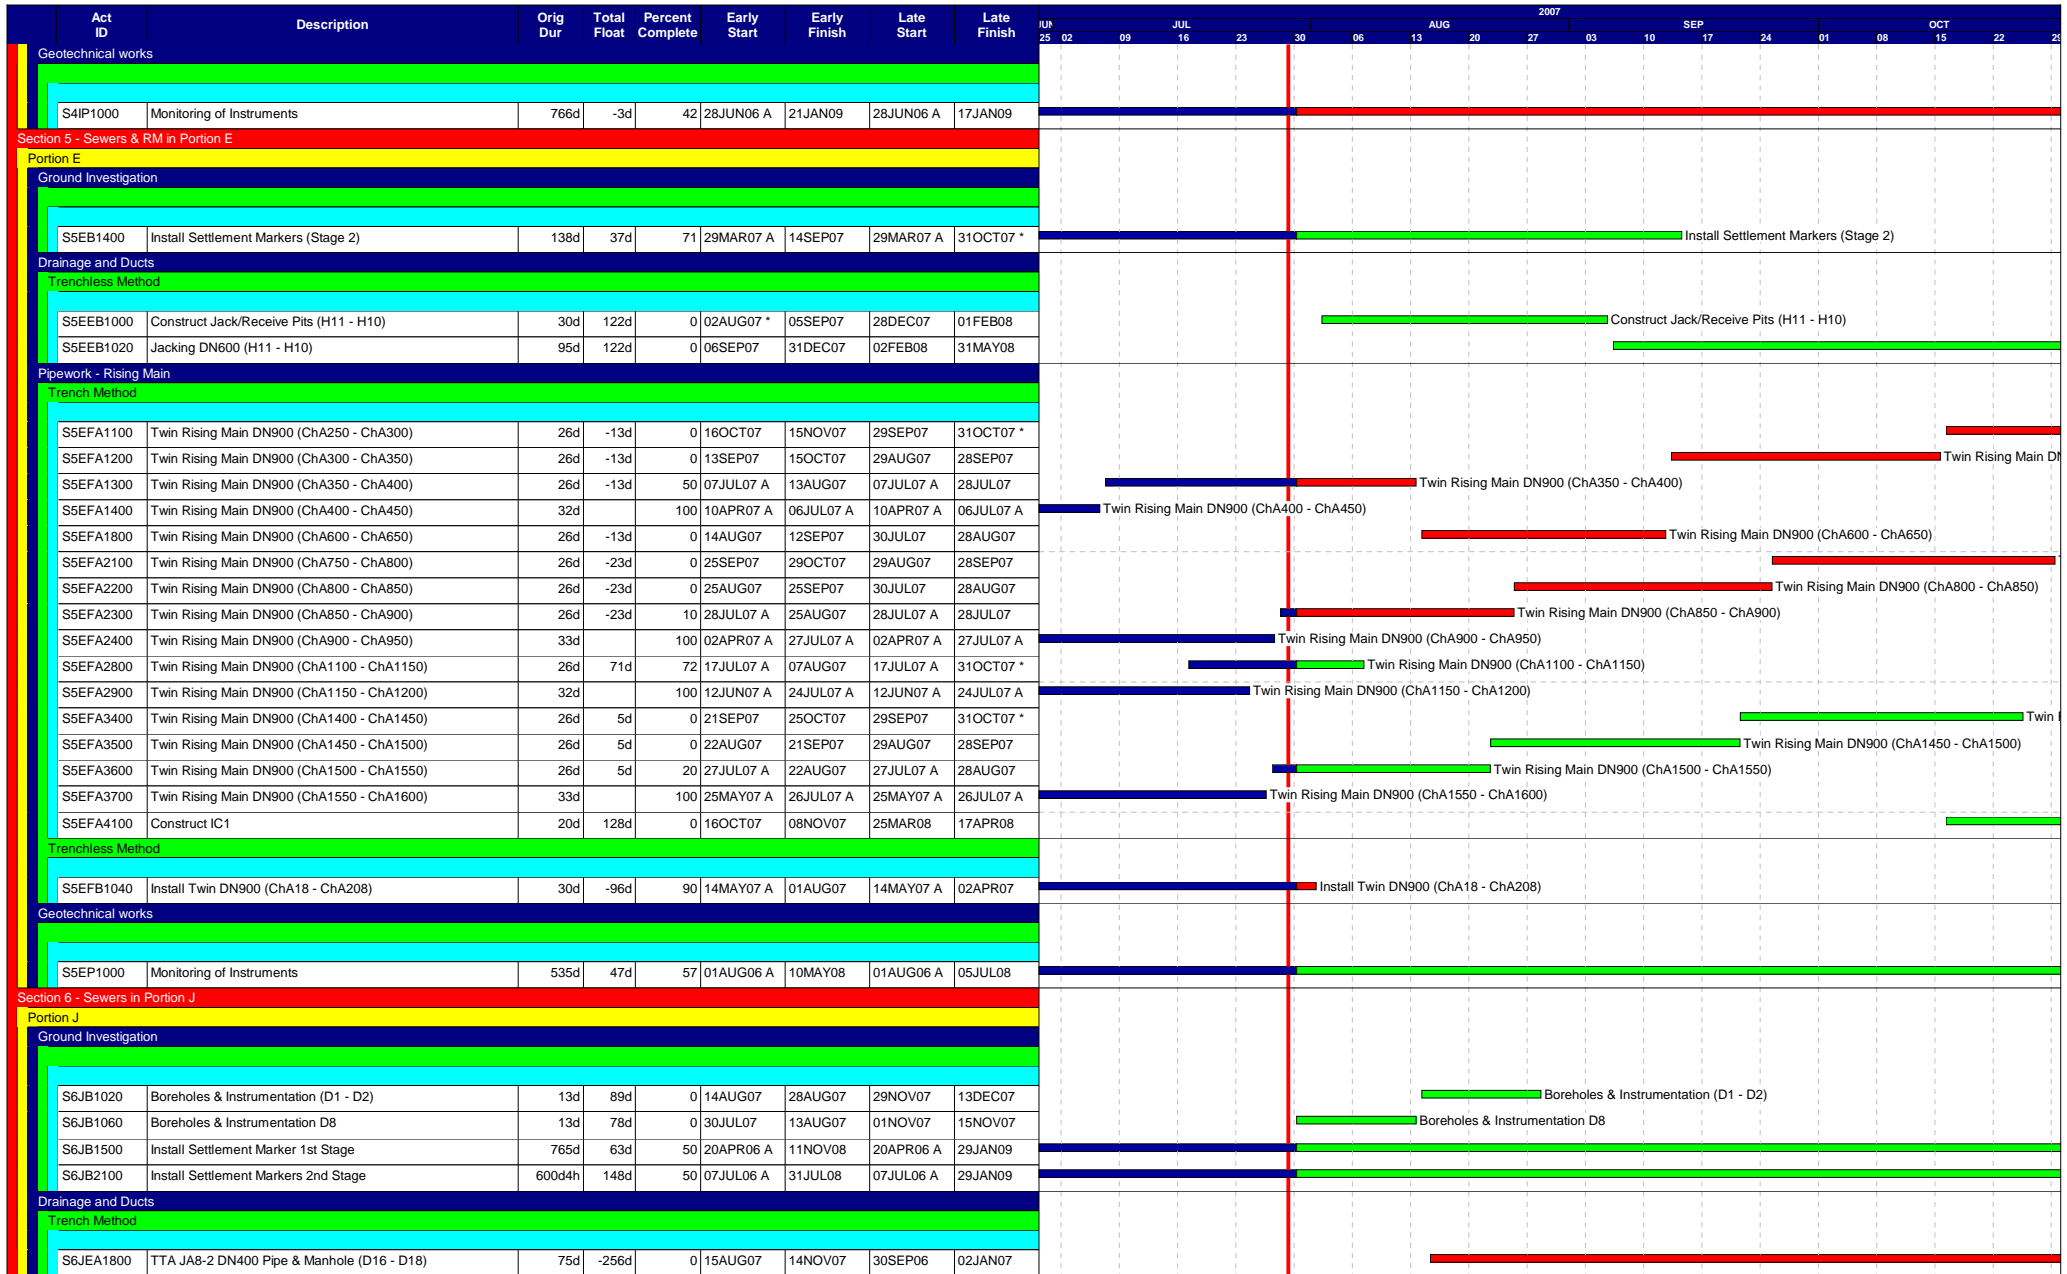 Act ID Description Orig Dur Total Float Percent Complete Early Start Early Finish Late Start Late Finish
2007
JUN JUL AUG SEP OCT
25 02 09 16 23 30 06 13 20 27 03 10 17 24 01 08 15 22 29
Geotechnical works
S4IP1000 Monitoring of Instruments 766d -3d 42 28JUN06 A 21JAN09 28JUN06 A 17JAN09
Section 5 - Sewers & RM in Portion E
Portion E
Ground Investigation
S5EB1400 Install Settlement Markers (Stage 2) 138d 37d 71 29MAR07 A 14SEP07 29MAR07 A 31OCT07 * Install Settlement Markers (Stage 2)
Drainage and Ducts
Trenchless Method
S5EEB1000 Construct Jack/Receive Pits (H11 - H10) 30d 122d 0 02AUG07 * 05SEP07 28DEC07 01FEB08 Construct Jack/Receive Pits (H11 - H10)
S5EEB1020 Jacking DN600 (H11 - H10) 95d 122d 0 06SEP07 31DEC07 02FEB08 31MAY08
Pipework - Rising Main
Trench Method
S5EFA1100 Twin Rising Main DN900 (ChA250 - ChA300) 26d -13d 0 16OCT07 15NOV07 29SEP07 31OCT07 *
S5EFA1200 Twin Rising Main DN900 (ChA300 - ChA350) 26d -13d 0 13SEP07 15OCT07 29AUG07 28SEP07 Twin Rising Main DN
S5EFA1300 Twin Rising Main DN900 (ChA350 - ChA400) 26d -13d 50 07JUL07 A 13AUG07 07JUL07 A 28JUL07 Twin Rising Main DN900 (ChA350 - ChA400)
S5EFA1400 Twin Rising Main DN900 (ChA400 - ChA450) 32d 100 10APR07 A 06JUL07 A 10APR07 A 06JUL07 A Twin Rising Main DN900 (ChA400 - ChA450)
S5EFA1800 Twin Rising Main DN900 (ChA600 - ChA650) 26d -13d 0 14AUG07 12SEP07 30JUL07 28AUG07 Twin Rising Main DN900 (ChA600 - ChA650)
S5EFA2100 Twin Rising Main DN900 (ChA750 - ChA800) 26d -23d 0 25SEP07 29OCT07 29AUG07 28SEP07
S5EFA2200 Twin Rising Main DN900 (ChA800 - ChA850) 26d -23d 0 25AUG07 25SEP07 30JUL07 28AUG07 Twin Rising Main DN900 (ChA800 - ChA850)
S5EFA2300 Twin Rising Main DN900 (ChA850 - ChA900) 26d -23d 10 28JUL07 A 25AUG07 28JUL07 A 28JUL07 Twin Rising Main DN900 (ChA850 - ChA900)
S5EFA2400 Twin Rising Main DN900 (ChA900 - ChA950) 33d 100 02APR07 A 27JUL07 A 02APR07 A 27JUL07 A Twin Rising Main DN900 (ChA900 - ChA950)
S5EFA2800 Twin Rising Main DN900 (ChA1100 - ChA1150) 26d 71d 72 17JUL07 A 07AUG07 17JUL07 A 31OCT07 * Twin Rising Main DN900 (ChA1100 - ChA1150)
S5EFA2900 Twin Rising Main DN900 (ChA1150 - ChA1200) 32d 100 12JUN07 A 24JUL07 A 12JUN07 A 24JUL07 A Twin Rising Main DN900 (ChA1150 - ChA1200)
S5EFA3400 Twin Rising Main DN900 (ChA1400 - ChA1450) 26d 5d 0 21SEP07 25OCT07 29SEP07 31OCT07 * Twin
S5EFA3500 Twin Rising Main DN900 (ChA1450 - ChA1500) 26d 5d 0 22AUG07 21SEP07 29AUG07 28SEP07 Twin Rising Main DN900 (ChA1450 - ChA1500)
S5EFA3600 Twin Rising Main DN900 (ChA1500 - ChA1550) 26d 5d 20 27JUL07 A 22AUG07 27JUL07 A 28AUG07 Twin Rising Main DN900 (ChA1500 - ChA1550)
S5EFA3700 Twin Rising Main DN900 (ChA1550 - ChA1600) 33d 100 25MAY07 A 26JUL07 A 25MAY07 A 26JUL07 A Twin Rising Main DN900 (ChA1550 - ChA1600)
S5EFA4100 Construct IC1 20d 128d 0 16OCT07 08NOV07 25MAR08 17APR08
Trenchless Method
S5EFB1040 Install Twin DN900 (ChA18 - ChA208) 30d -96d 90 14MAY07 A 01AUG07 14MAY07 A 02APR07 Install Twin DN900 (ChA18 - ChA208)
Geotechnical works
S5EP1000 Monitoring of Instruments 535d 47d 57 01AUG06 A 10MAY08 01AUG06 A 05JUL08
Section 6 - Sewers in Portion J
Portion J
Ground Investigation
S6JB1020 Boreholes & Instrumentation (D1 - D2) 13d 89d 0 14AUG07 28AUG07 29NOV07 13DEC07 Boreholes & Instrumentation (D1 - D2)
S6JB1060 Boreholes & Instrumentation D8 13d 78d 0 30JUL07 13AUG07 01NOV07 15NOV07 Boreholes & Instrumentation D8
S6JB1500 Install Settlement Marker 1st Stage 765d 63d 50 20APR06 A 11NOV08 20APR06 A 29JAN09
S6JB2100 Install Settlement Markers 2nd Stage 600d4h 148d 50 07JUL06 A 31JUL08 07JUL06 A 29JAN09
Drainage and Ducts
Trench Method
S6JEA1800 TTA JA8-2 DN400 Pipe & Manhole (D16 - D18) 75d -256d 0 15AUG07 14NOV07 30SEP06 02JAN07